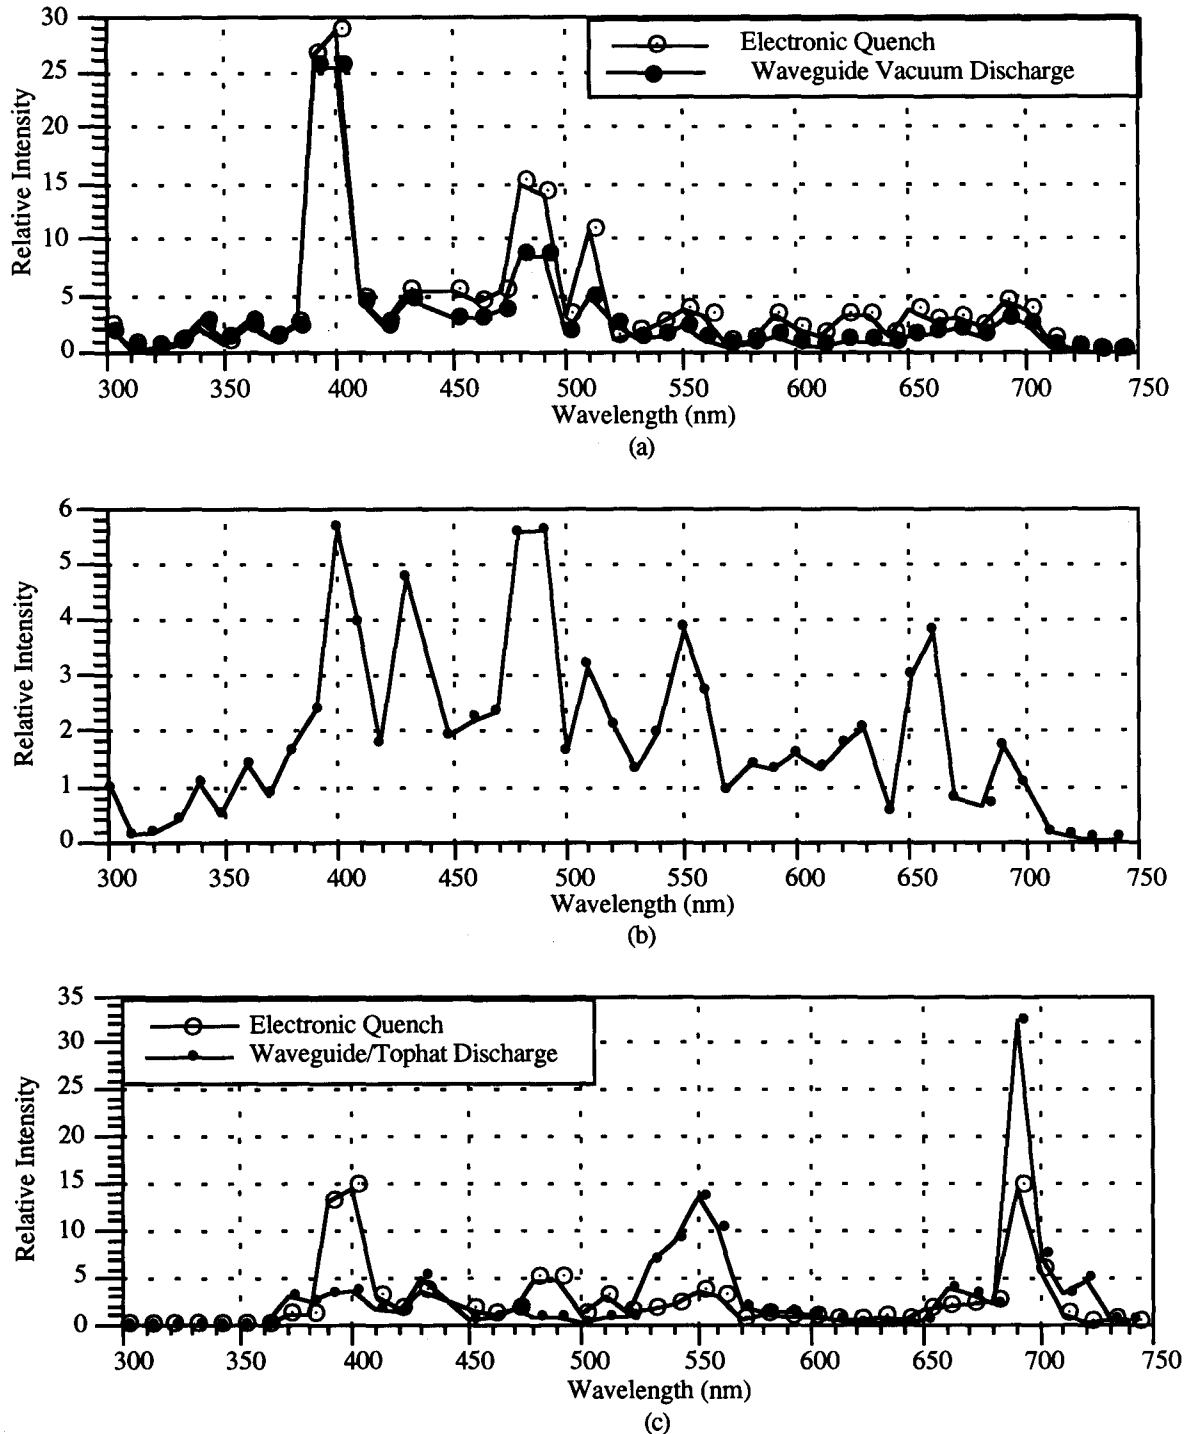 30
25
20
15
10
5
0
Relative Intensity
Electronic Quench
Waveguide Vacuum Discharge
300 350 400 450 500 550 600 650 700 750
Wavelength (nm)
(a)
6
5
4
3
2
1
0
Relative Intensity
300 350 400 450 500 550 600 650 700 750
Wavelength (nm)
(b)
35
30
25
20
15
10
5
0
Relative Intensity
Electronic Quench
Waveguide/Tophat Discharge
300 350 400 450 500 550 600 650 700 750
Wavelength (nm)
(c)